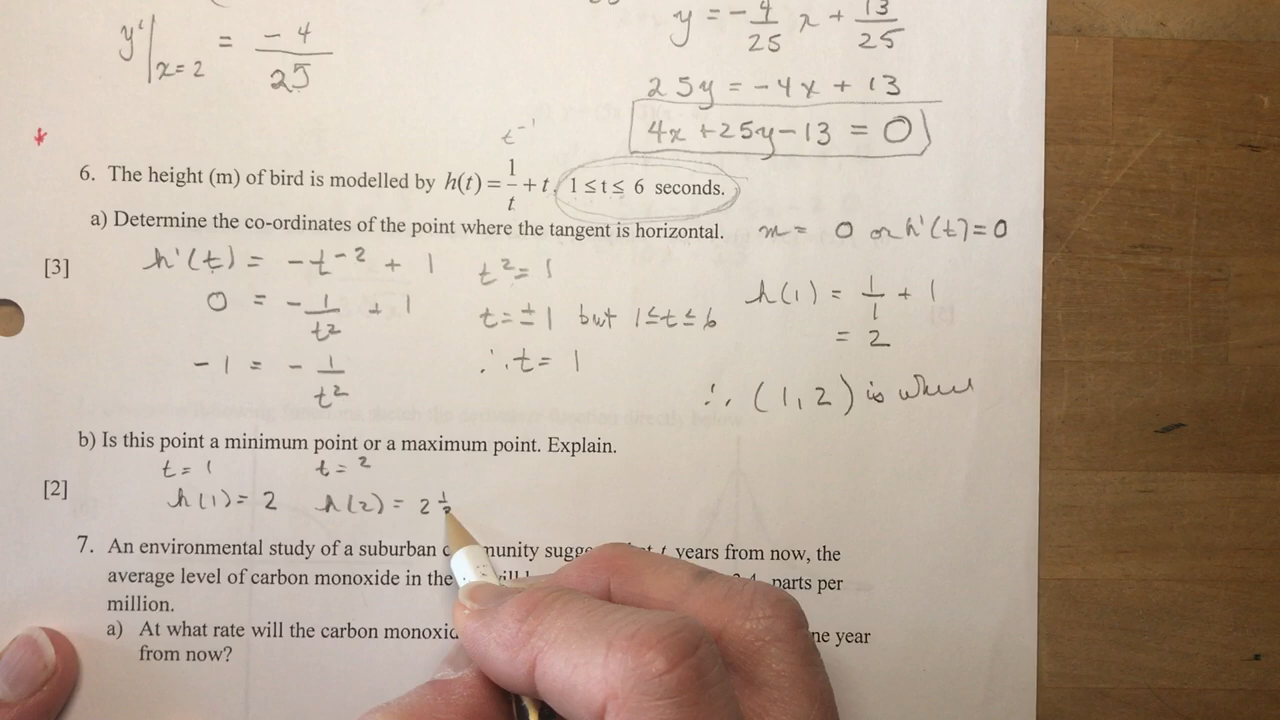 y'|x=2 = -4/25
y = -4/25 x + 13/25
25y = -4x + 13
4x + 25y - 13 = 0
*
t⁻¹
6. The height (m) of bird is modelled by h(t) = 1/t + t, 1 ≤ t ≤ 6 seconds.
a) Determine the co-ordinates of the point where the tangent is horizontal. m = 0 or h'(t) = 0
[3]
h'(t) = -t⁻² + 1
0 = -1/t² + 1
-1 = -1/t²
t² = 1
t = ±1 but 1 ≤ t ≤ 6
∴ t = 1
h(1) = 1/1 + 1
= 2
∴ (1, 2) is where
b) Is this point a minimum point or a maximum point. Explain.
[2]
t = 1 t = 2
h(1) = 2 h(2) = 2 1/2
7. An environmental study of a suburban years from now, the
average level of carbon monoxide in the parts per
million.
a) At what rate will the carbon year
from now?